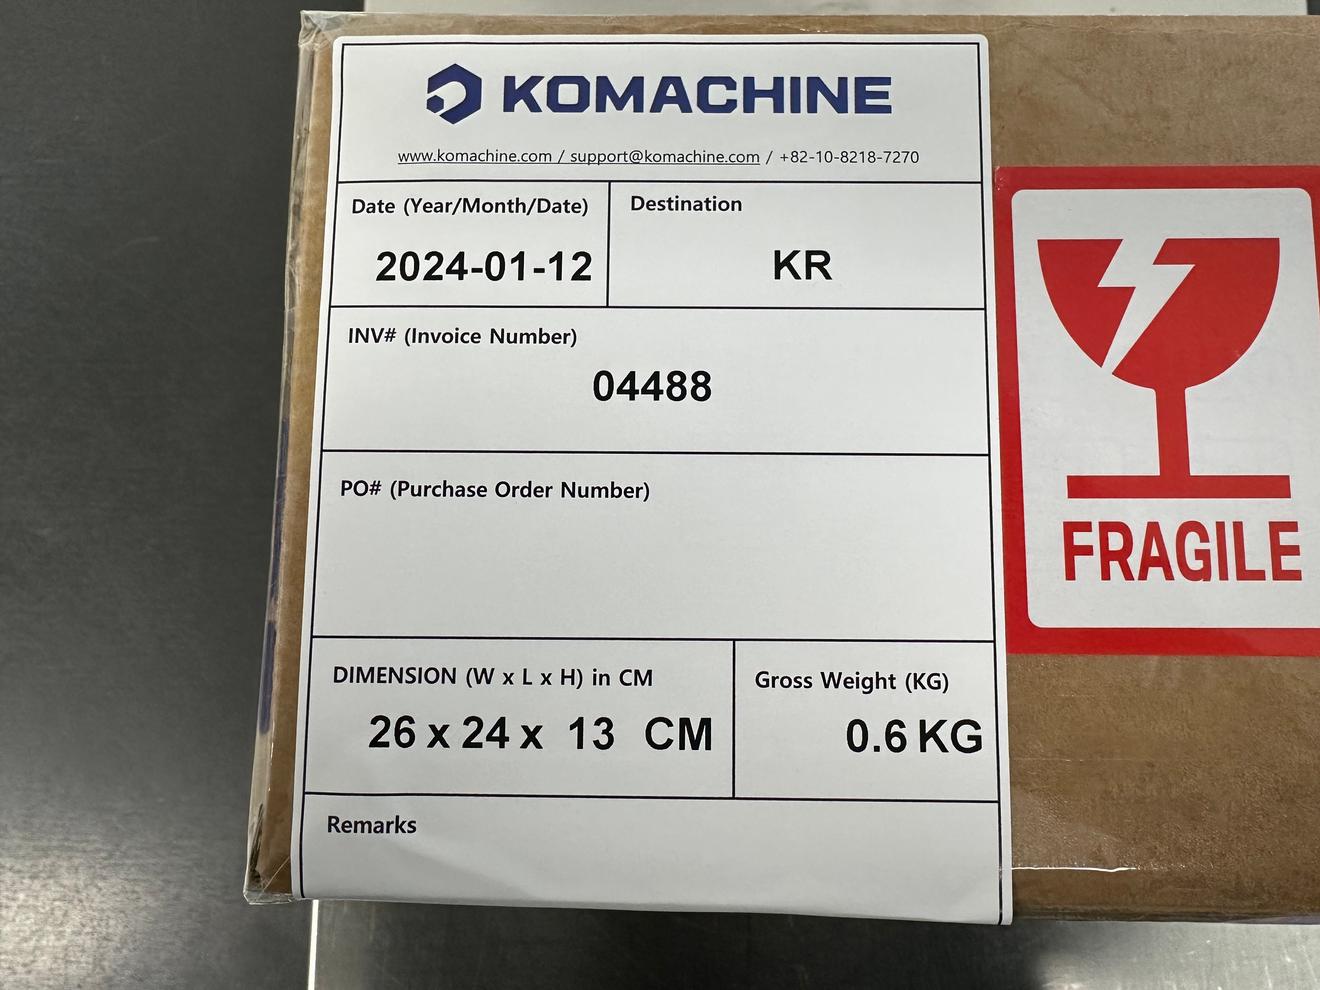 KOMACHINE
www.komachine.com / support@komachine.com / +82-10-8218-7270
Date (Year/Month/Date)
2024-01-12
Destination
KR
INV# (Invoice Number)
04488
PO# (Purchase Order Number)
DIMENSION (W x L x H) in CM
26 x 24 x 13 CM
Gross Weight (KG)
0.6 KG
Remarks
FRAGILE